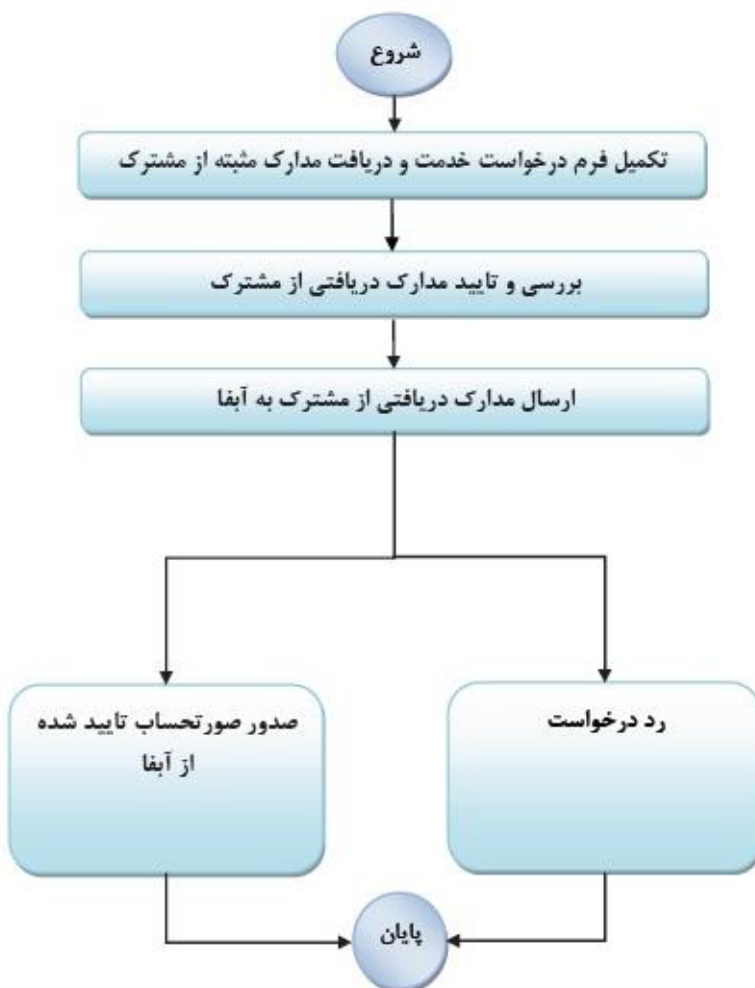 شروع
تکمیل فرم درخواست خدمت و دریافت مدارک مثبته از مشترک
بررسی و تایید مدارک دریافتی از مشترک
ارسال مدارک دریافتی از مشترک به آبفا
رد درخواست
صدور صورتحساب تایید شده
از آبفا
پایان